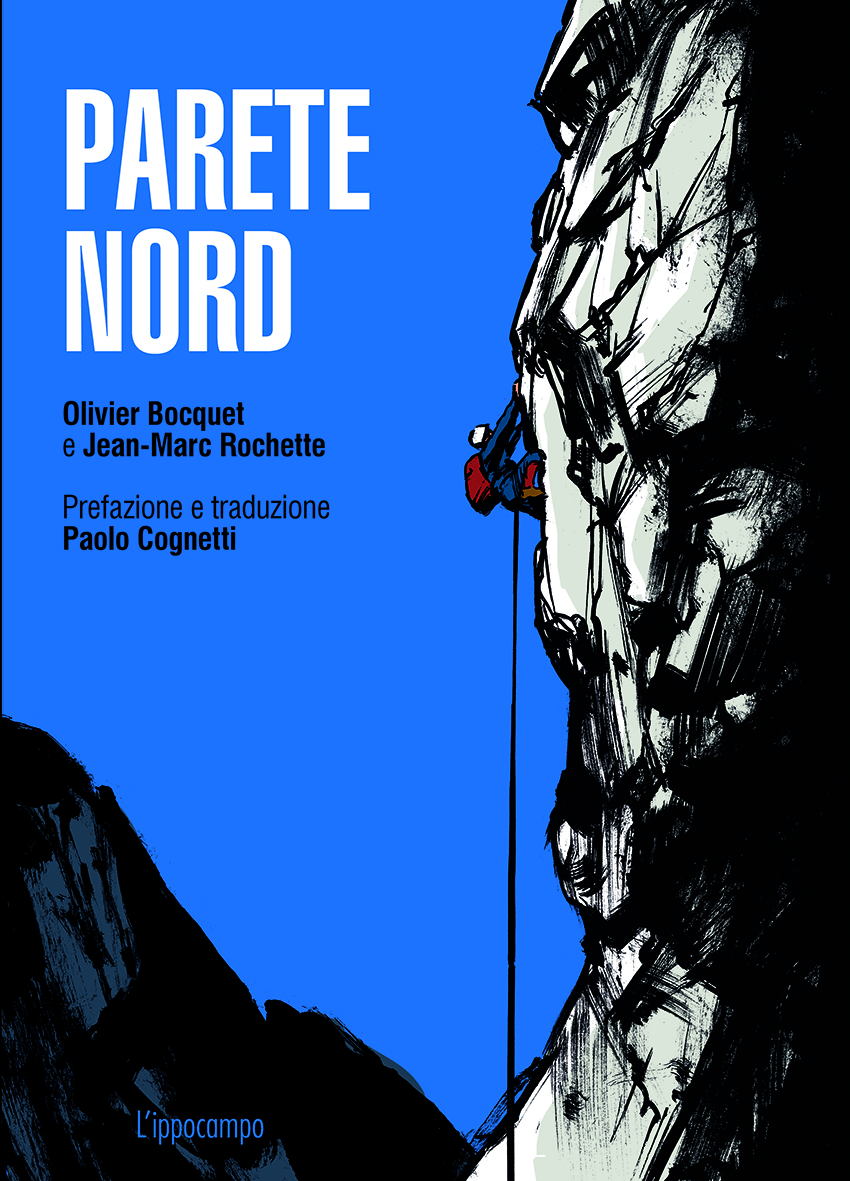 PARETE
NORD
Olivier Bocquet
e Jean-Marc Rochette
Prefazione e traduzione
Paolo Cognetti
L'ippocampo